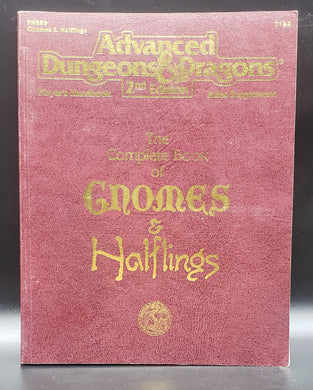 PHBR9
Gnomes & Halflings
2134
Advanced
Dungeons & Dragons®
2nd Edition
Player's Handbook Rules Supplement
The
Complete Book
of
GNOMES
&
Halflings